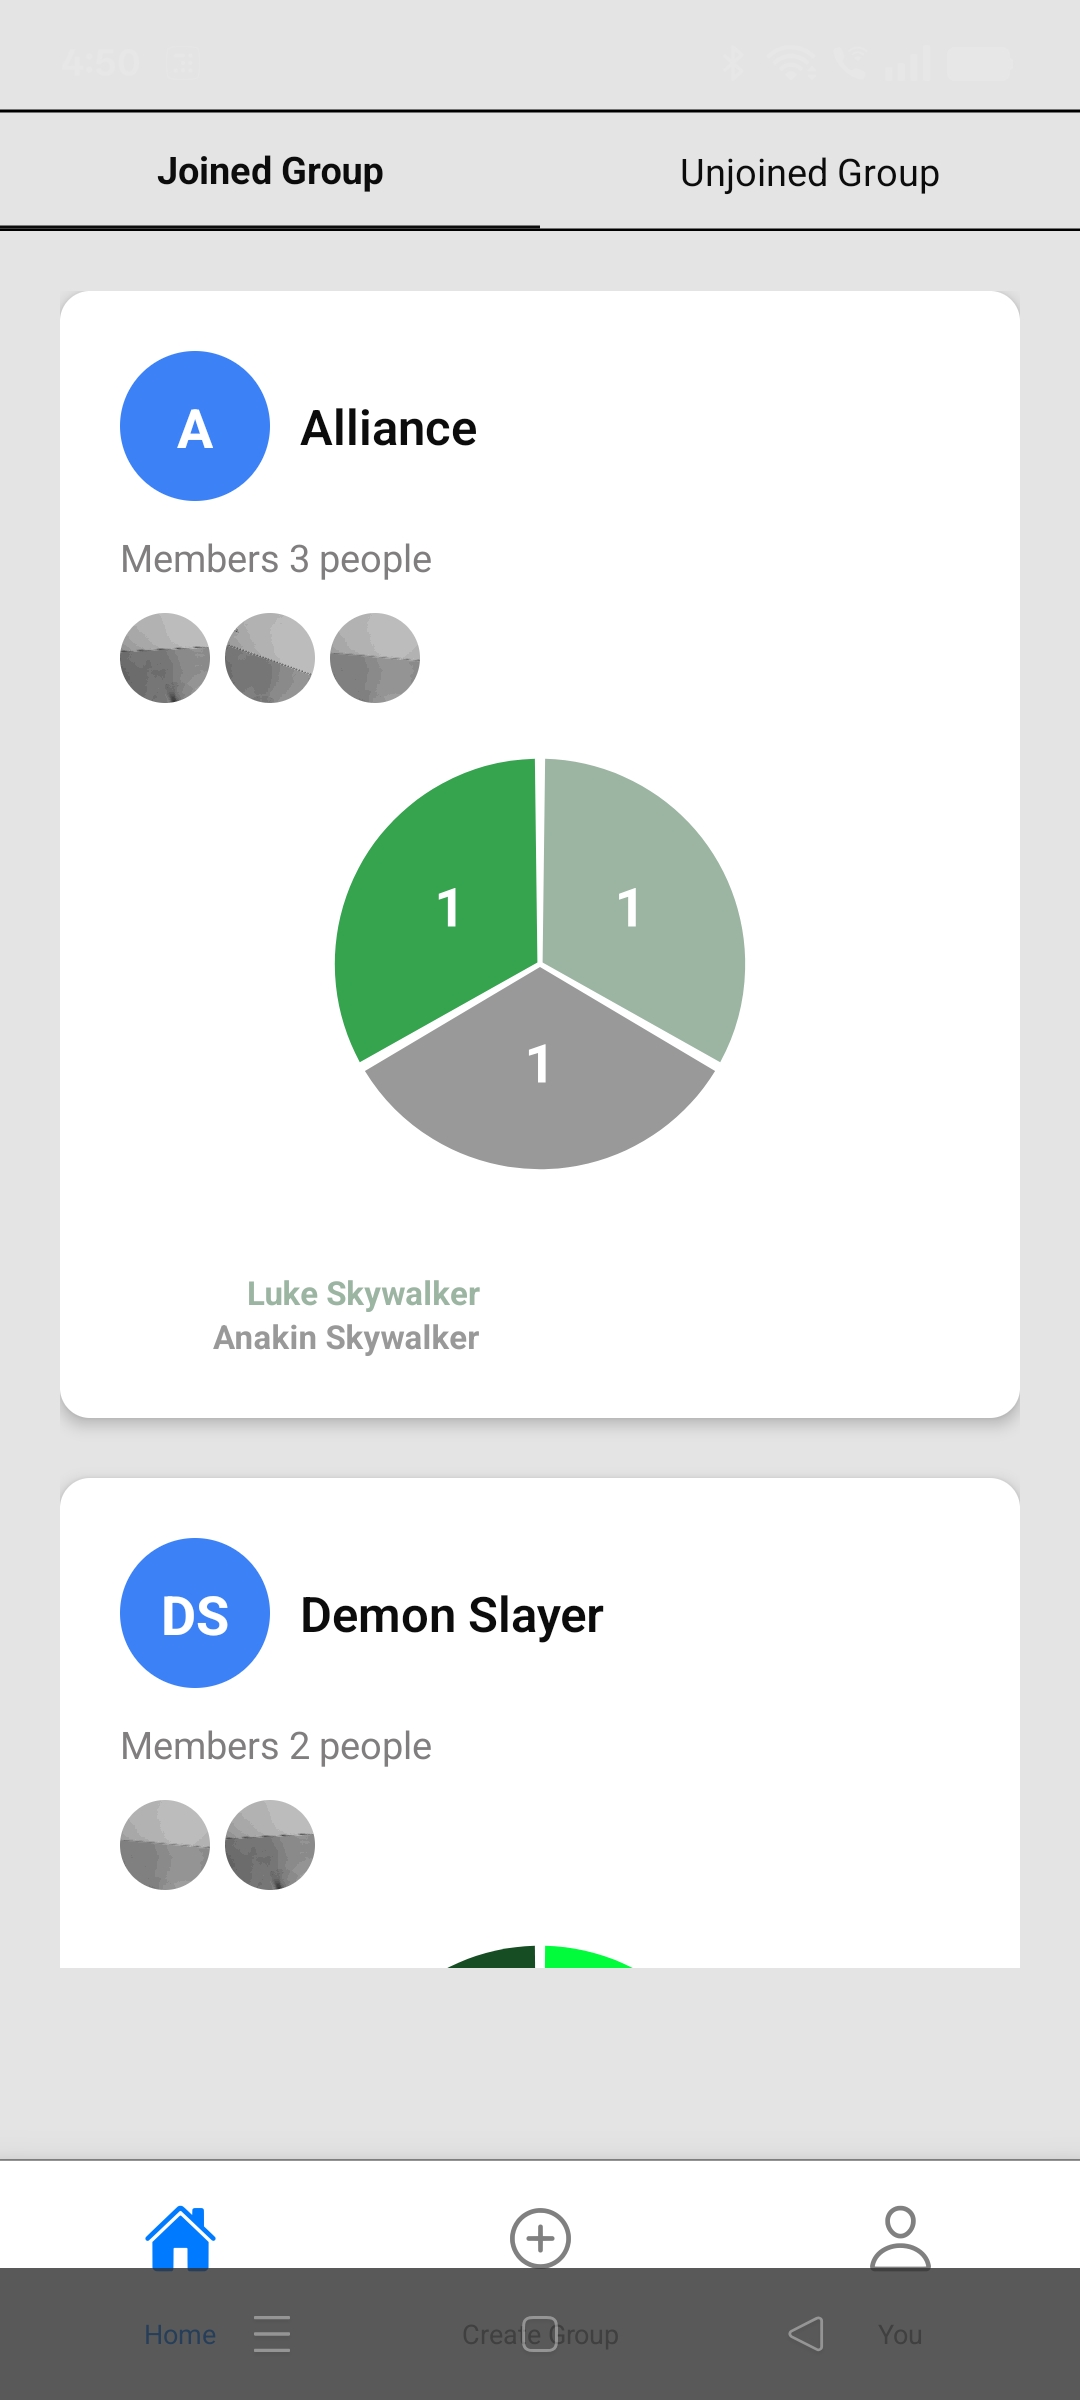 4:50
Joined Group
Unjoined Group
A
Alliance
Members 3 people
1
1
1
Luke Skywalker
Anakin Skywalker
DS
Demon Slayer
Members 2 people
Home
Create Group
You